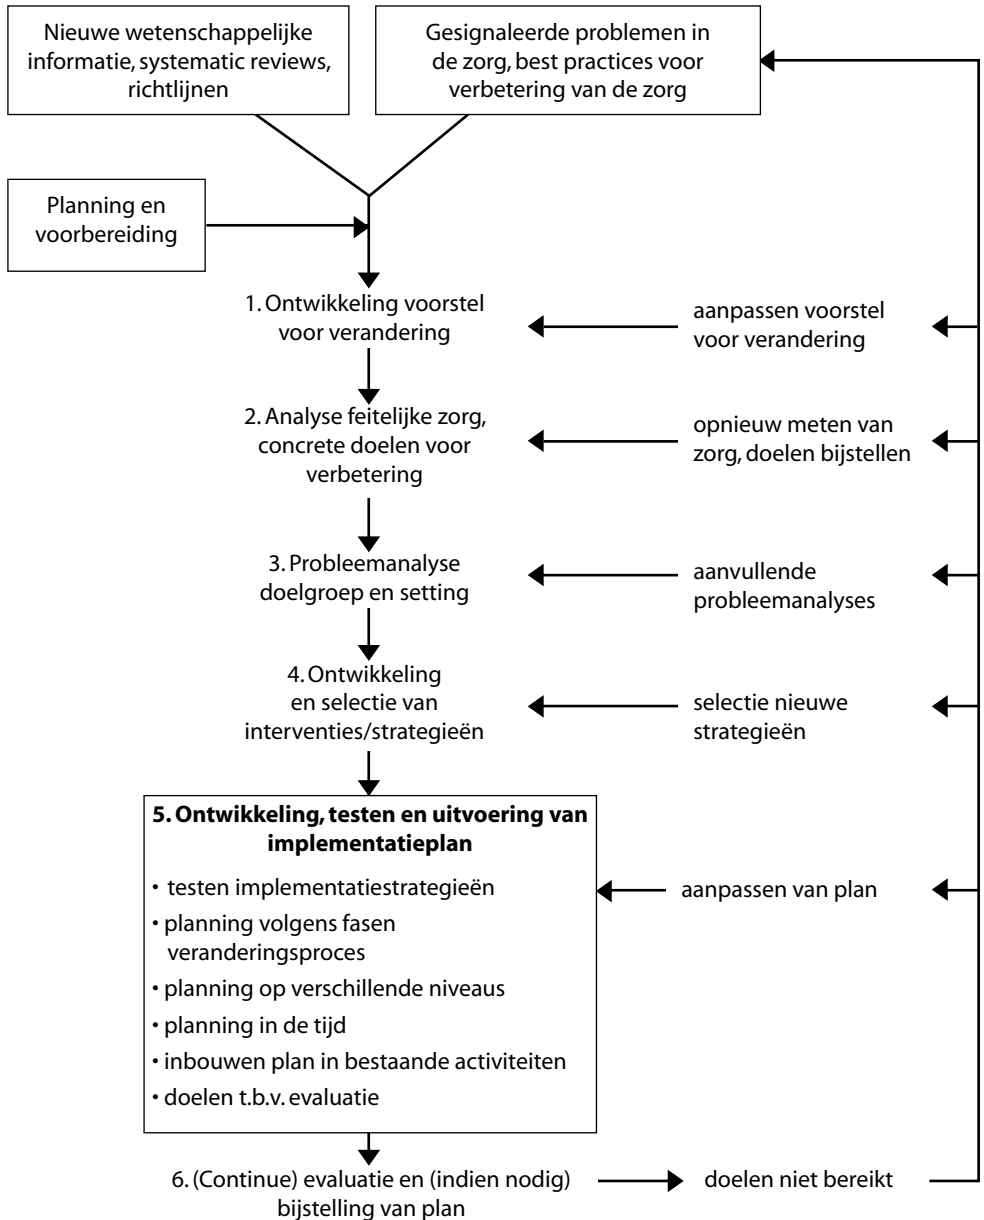 Nieuwe wetenschappelijke
informatie, systematic reviews,
richtlijnen
Gesignaleerde problemen in
de zorg, best practices voor
verbetering van de zorg
Planning en
voorbereiding
1. Ontwikkeling voorstel
voor verandering
aanpassen voorstel
voor verandering
2. Analyse feitelijke zorg,
concrete doelen voor
verbetering
opnieuw meten van
zorg, doelen bijstellen
3. Probleemanalyse
doelgroep en setting
aanvullende
probleemanalyses
4. Ontwikkeling
en selectie van
interventies/strategieën
selectie nieuwe
strategieën
5. Ontwikkeling, testen en uitvoering van
implementatieplan
• testen implementatiestrategieën
• planning volgens fasen
veranderingsproces
• planning op verschillende niveaus
• planning in de tijd
• inbouwen plan in bestaande activiteiten
• doelen t.b.v. evaluatie
aanpassen van plan
6. (Continue) evaluatie en (indien nodig)
bijstelling van plan
doelen niet bereikt